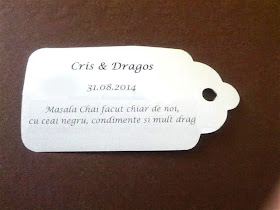 Cris & Dragos
31.08.2014
Masala Chai facut chiar de noi,
cu ceai negru, condimente si mult drag